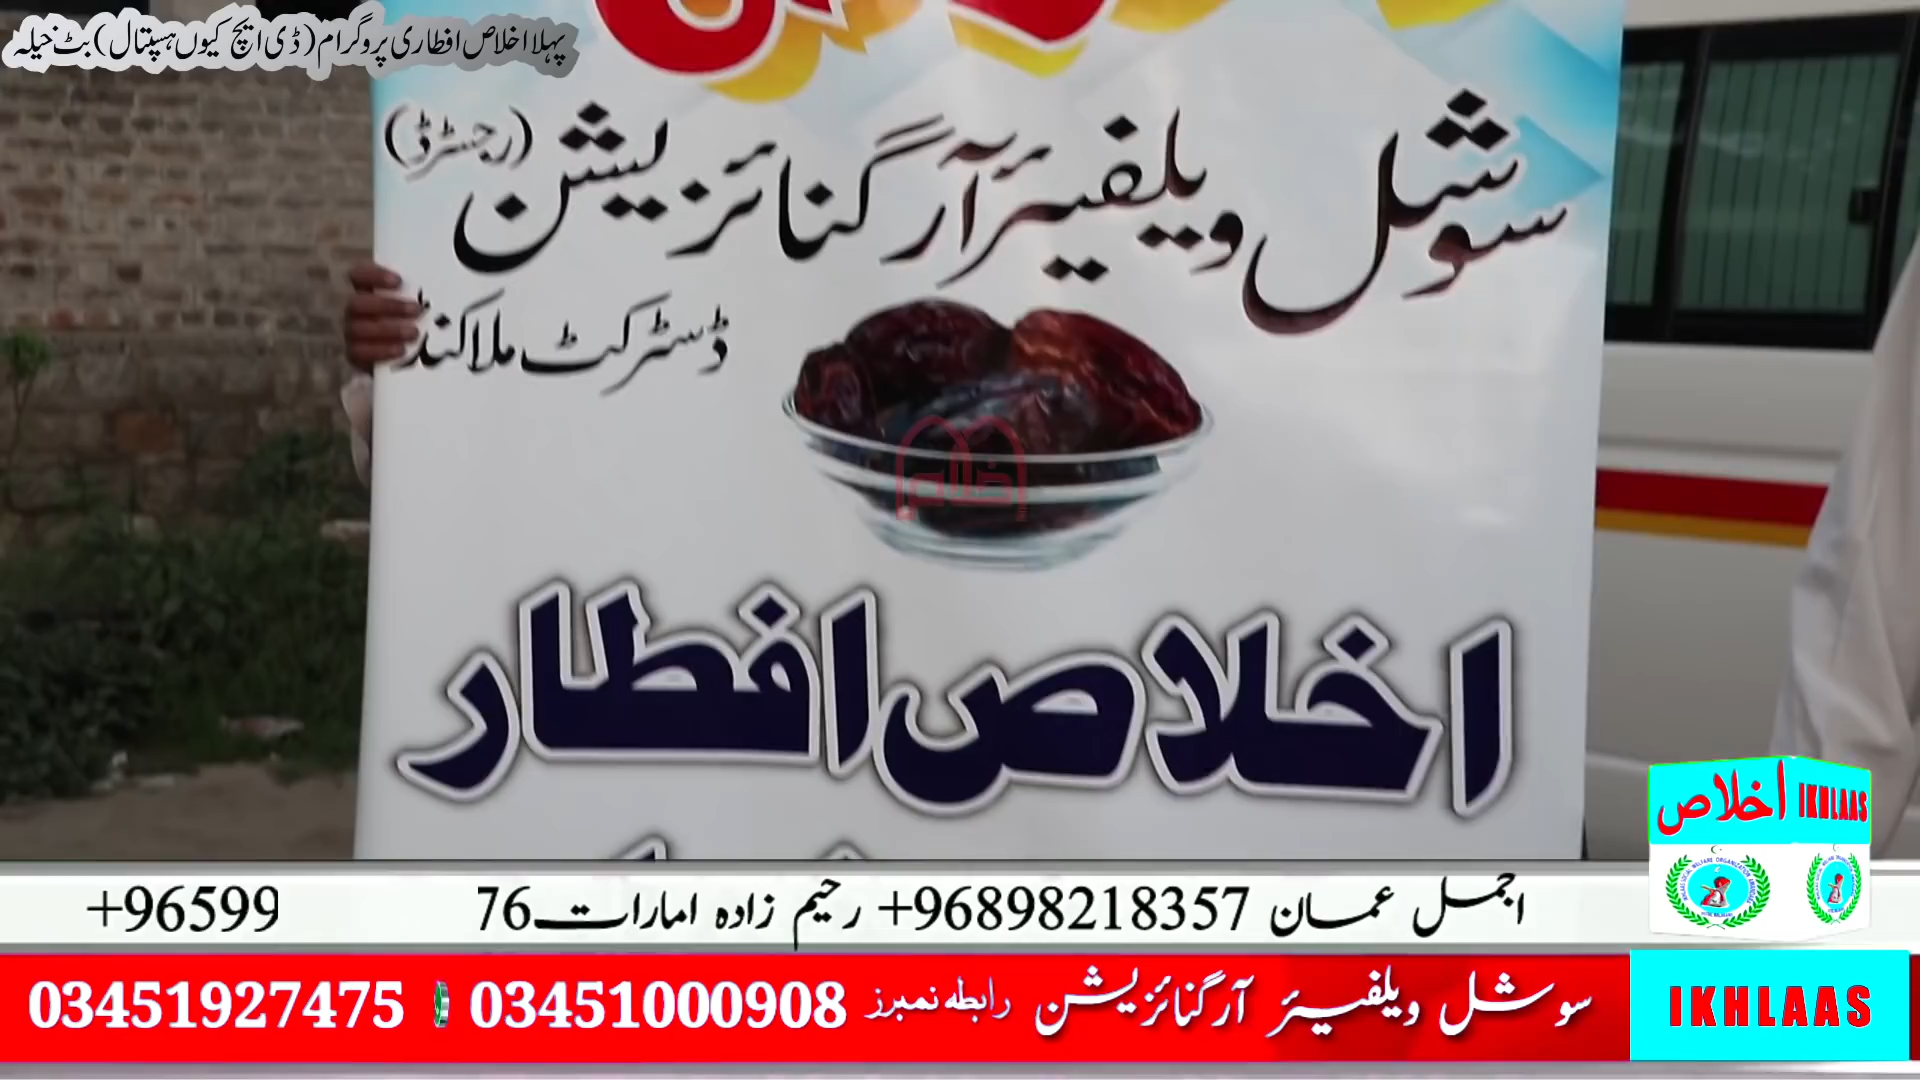 پہلا اخلاص افطاری پروگرام (ڈی ایچ کیوں ہسپتال) بٹ خیلہ
سوشل ویلفیئر آرگنائزیشن (رجسٹرڈ)
ڈسٹرکٹ ملاکنڈ
اخلاص افطار
اخلاص IKHLAAS
اجمل عمان 96898218357+ رحیم زادہ امارات 76
+96599
سوشل ویلفیئر آرگنائزیشن رابطہ نمبرز 03451000908 03451927475
IKHLAAS